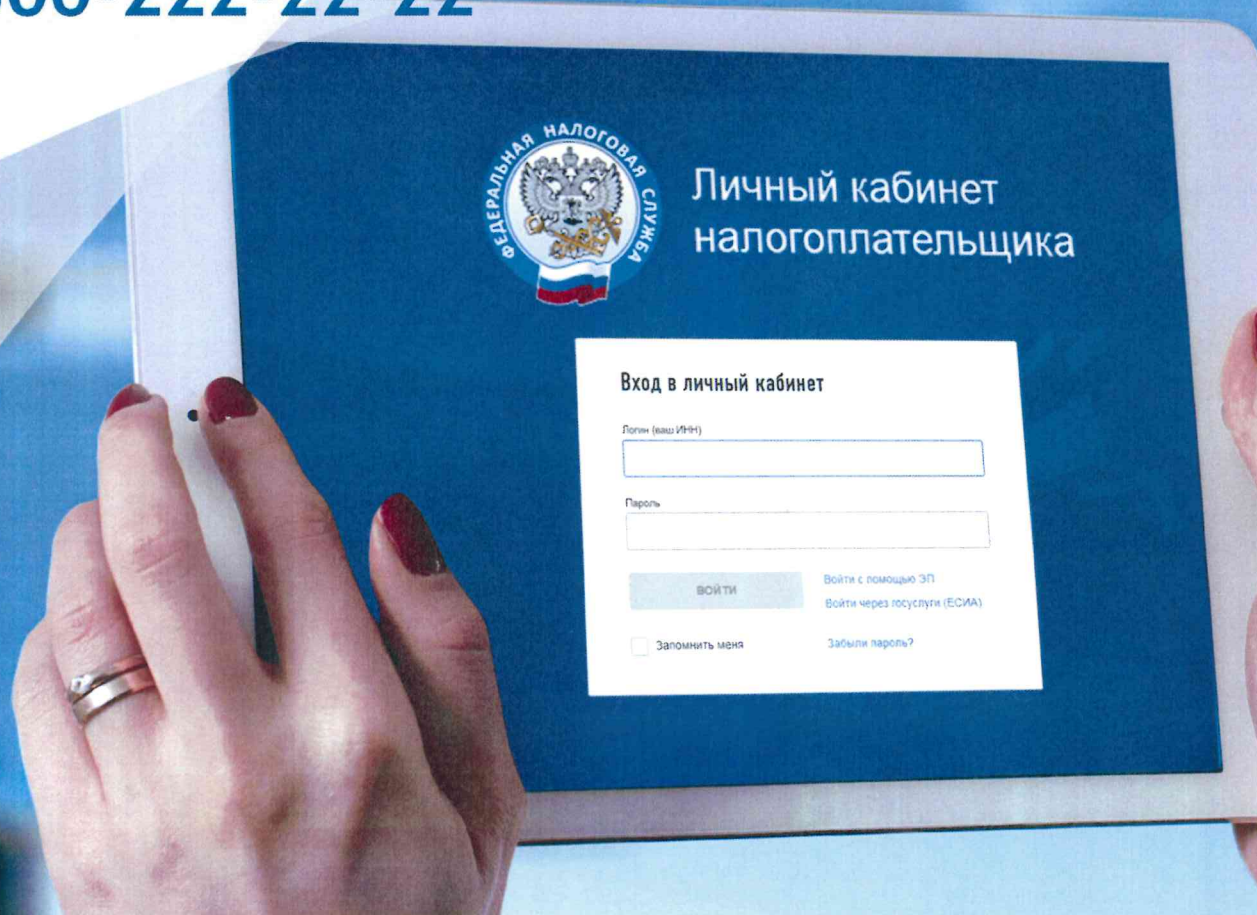 800-222-22-22
ФЕДЕРАЛЬНАЯ НАЛОГОВАЯ СЛУЖБА
Личный кабинет
налогоплательщика
Вход в личный кабинет
Логин (ваш ИНН)
Пароль
ВОЙТИ
Войти с помощью ЭП
Войти через госуслуги (ЕСИА)
Запомнить меня
Забыли пароль?